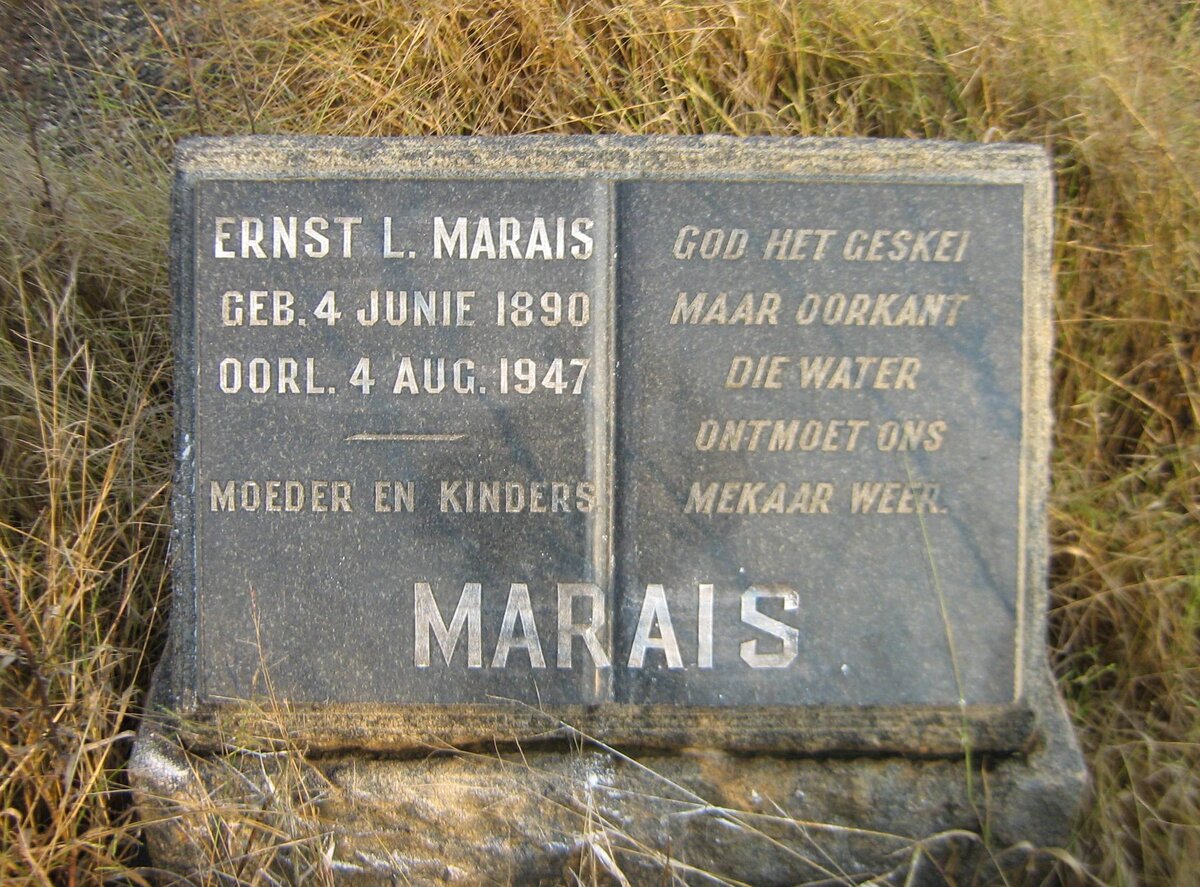 ERNST L. MARAIS
GEB. 4 JUNIE 1890
OORL. 4 AUG. 1947
MOEDER EN KINDERS
GOD HET GESKEI
MAAR OORKANT
DIE WATER
ONTMOET ONS
MEKAAR WEER.
MARAIS